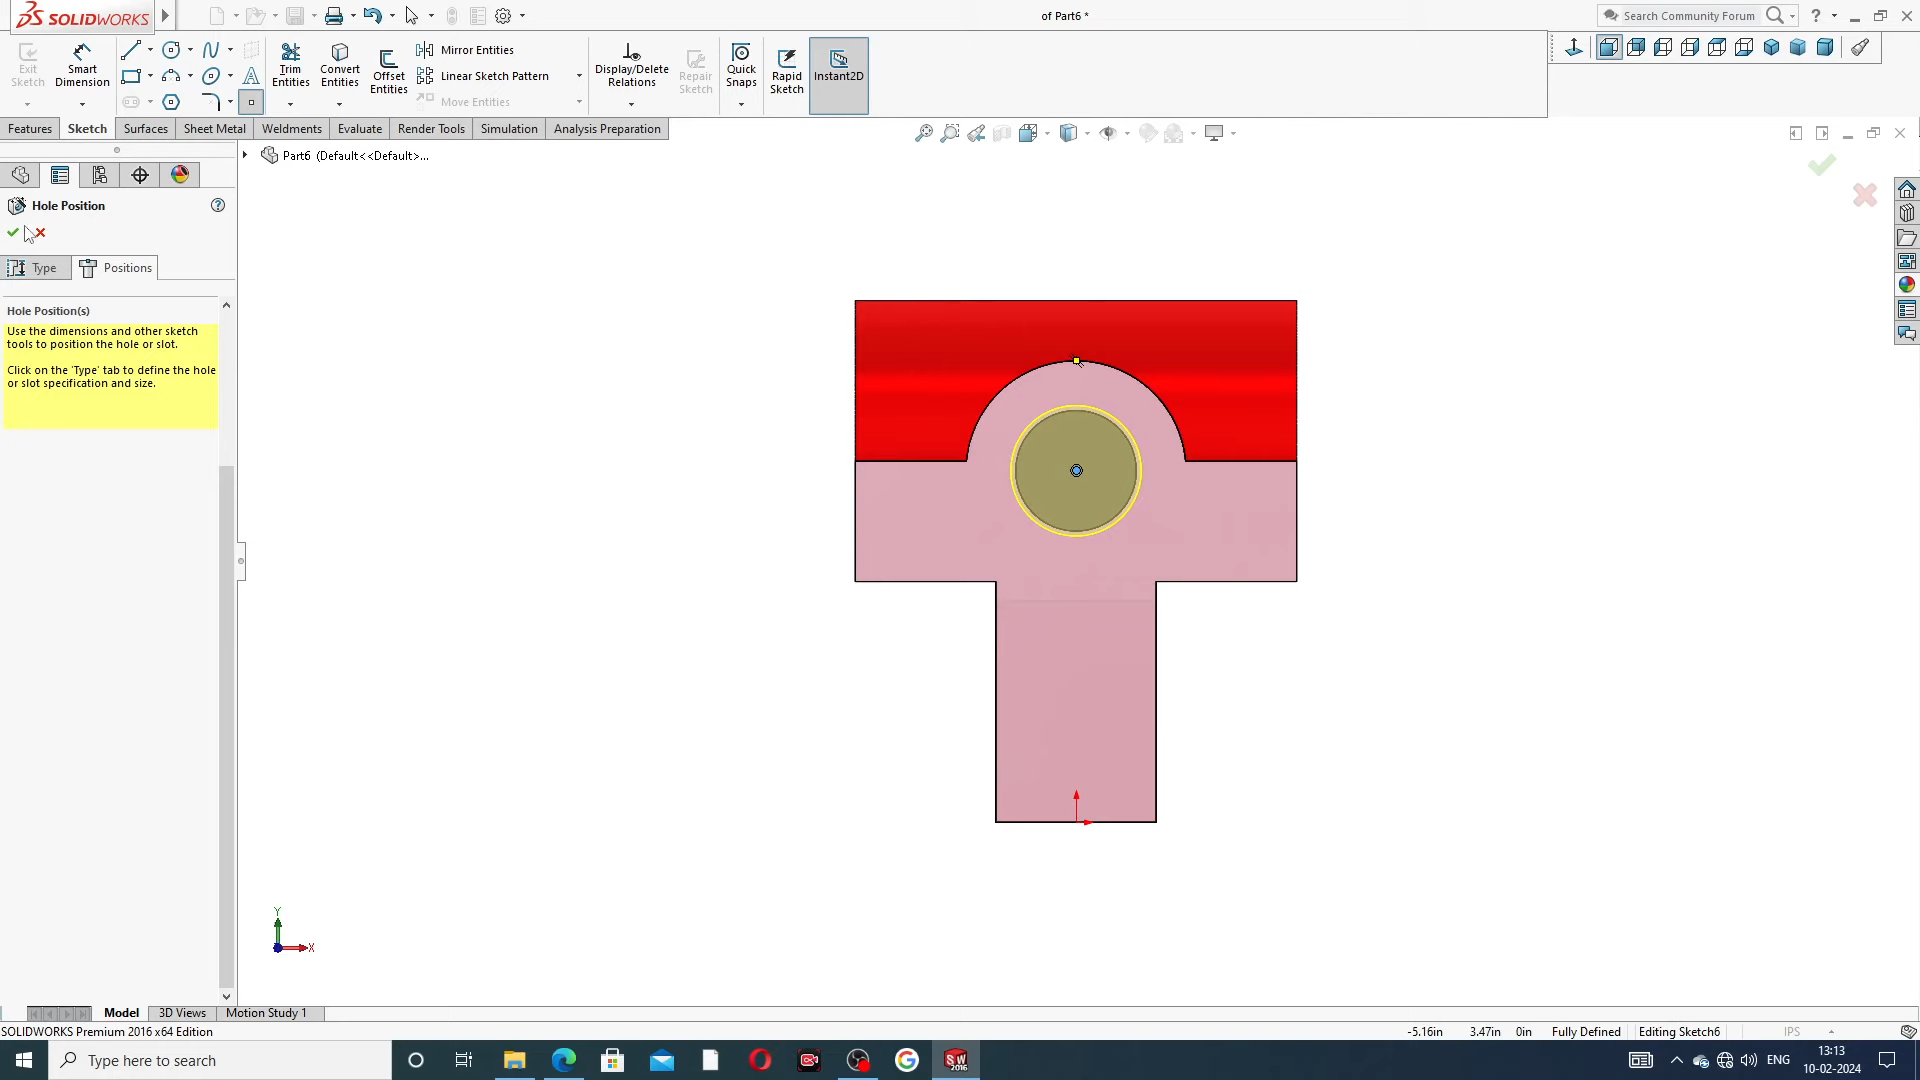 SOLIDWORKS
of Part6 *
Search Community Forum
Exit Sketch
Smart Dimension
Trim Entities
Convert Entities
Offset Entities
Mirror Entities
Linear Sketch Pattern
Move Entities
Display/Delete Relations
Repair Sketch
Quick Snaps
Rapid Sketch
Instant2D
Features
Sketch
Surfaces
Sheet Metal
Weldments
Evaluate
Render Tools
Simulation
Analysis Preparation
Part6 (Default<<Default>...
Hole Position
Type
Positions
Hole Position(s)
Use the dimensions and other sketch
tools to position the hole or slot.
Click on the 'Type' tab to define the hole
or slot specification and size.
Y
X
Model
3D Views
Motion Study 1
SOLIDWORKS Premium 2016 x64 Edition
-5.16in
3.47in
0in
Fully Defined
Editing Sketch6
IPS
Type here to search
SW
2016
ENG
13:13
10-02-2024